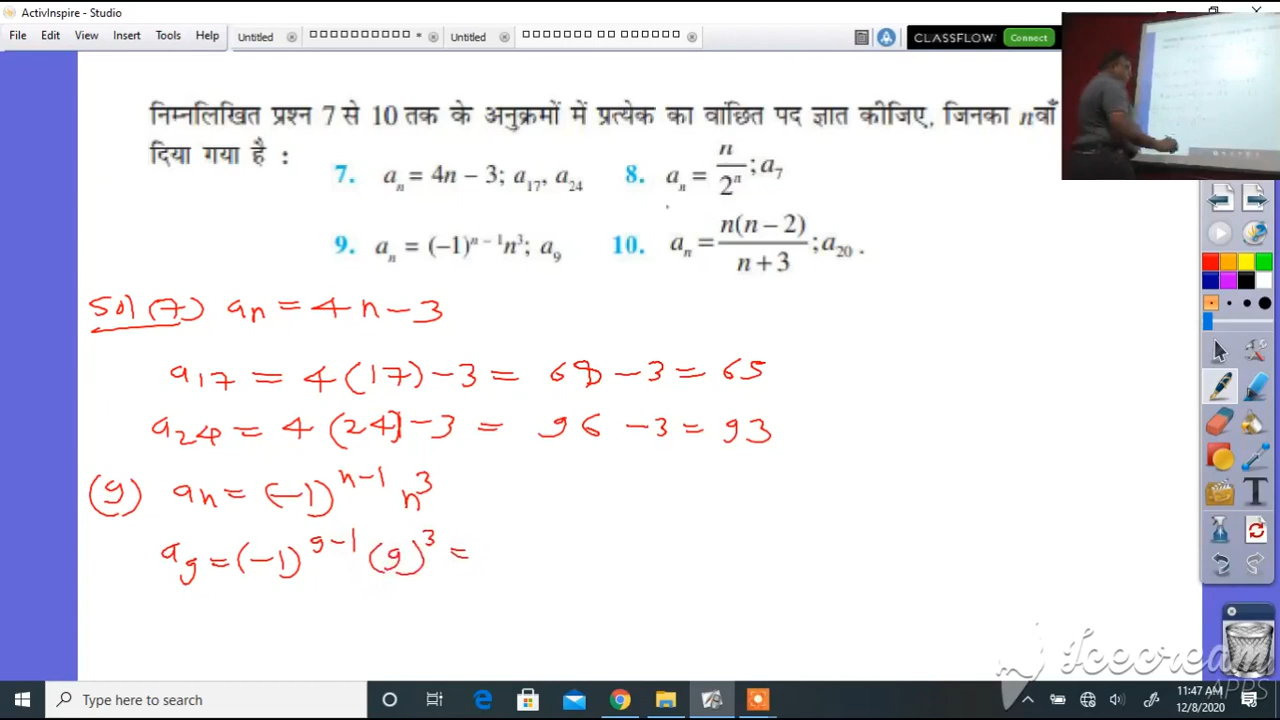 ActivInspire - Studio
File Edit View Insert Tools Help Untitled Untitled CLASSFLOW Connect
निम्नलिखित प्रश्न 7 से 10 तक के अनुक्रमों में प्रत्येक का वांछित पद ज्ञात कीजिए, जिनका nवाँ
दिया गया है :
7. aₙ = 4n – 3; a₁₇, a₂₄ 8. aₙ = n/2ⁿ ; a₇
9. aₙ = (–1)ⁿ⁻¹n³; a₉ 10. aₙ = n(n – 2)/(n + 3) ; a₂₀ .
Sol (7) an = 4n - 3
a17 = 4(17) - 3 = 68 - 3 = 65
a24 = 4(24) - 3 = 96 - 3 = 93
(9) an = (-1)ⁿ⁻¹ n³
a9 = (-1)⁹⁻¹ (9)³ =
Icecream
APPS
Type here to search
11:47 AM
12/8/2020